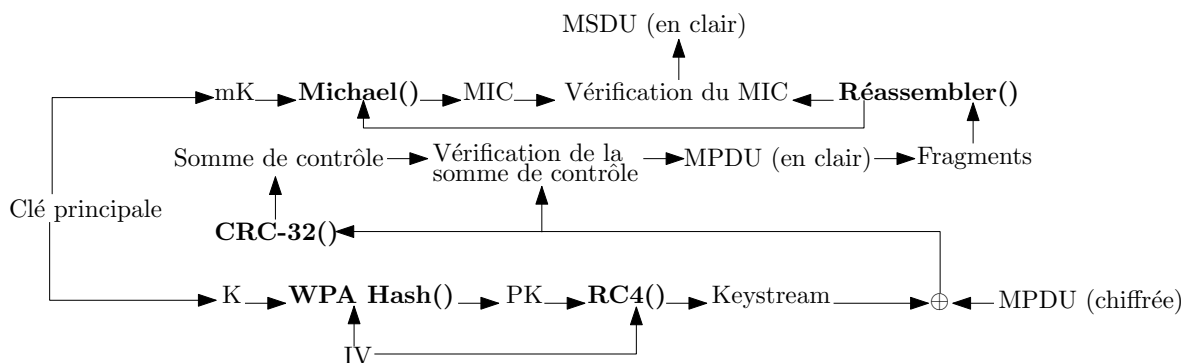 MSDU (en clair)
mK Michael() MIC Vérification du MIC Réassembler()
Somme de contrôle Vérification de la somme de contrôle MPDU (en clair) Fragments
Clé principale
CRC-32()
K WPA Hash() PK RC4() Keystream ⊕ MPDU (chiffrée)
IV